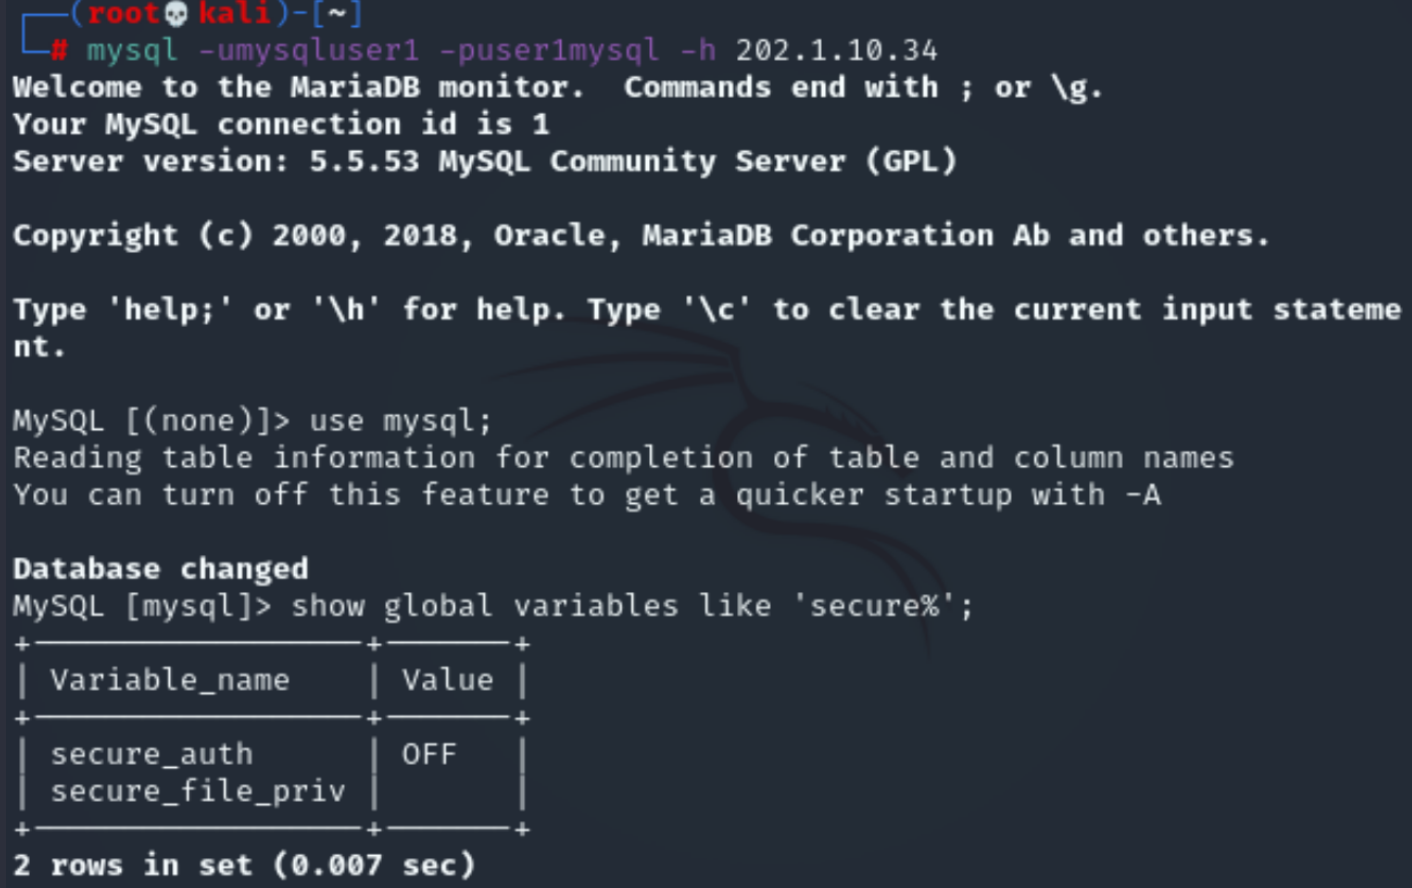 ┌──(root💀kali)-[~]
└─# mysql -umysqluser1 -puser1mysql -h 202.1.10.34
Welcome to the MariaDB monitor.  Commands end with ; or \g.
Your MySQL connection id is 1
Server version: 5.5.53 MySQL Community Server (GPL)
Copyright (c) 2000, 2018, Oracle, MariaDB Corporation Ab and others.
Type 'help;' or '\h' for help. Type '\c' to clear the current input stateme
nt.
MySQL [(none)]> use mysql;
Reading table information for completion of table and column names
You can turn off this feature to get a quicker startup with -A
Database changed
MySQL [mysql]> show global variables like 'secure%';
+------------------+-------+
| Variable_name    | Value |
+------------------+-------+
| secure_auth      | OFF   |
| secure_file_priv |       |
+------------------+-------+
2 rows in set (0.007 sec)